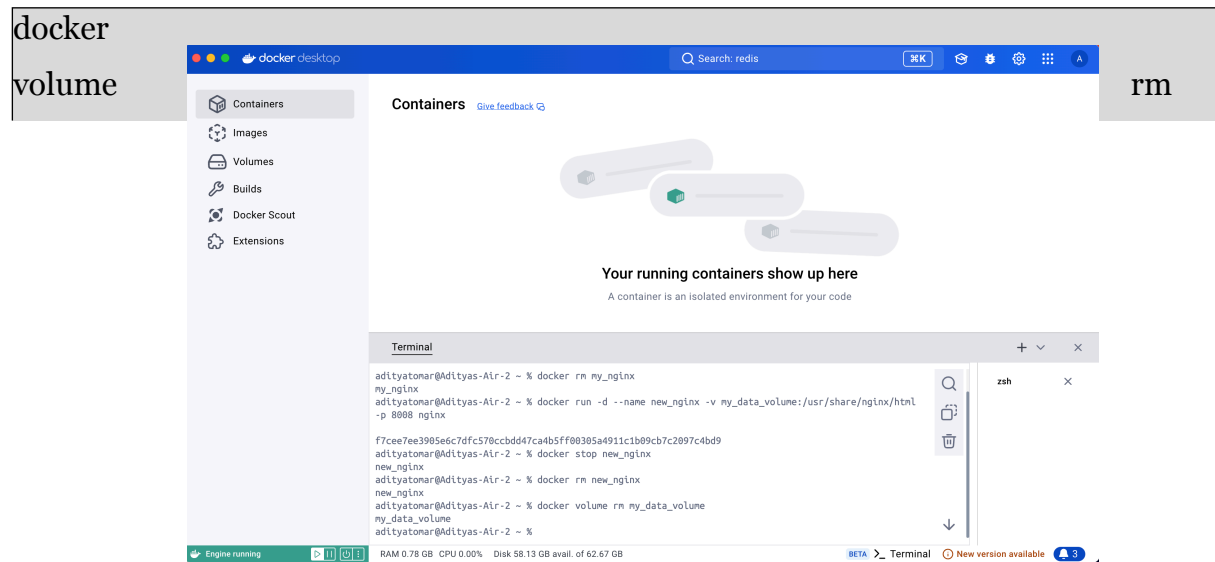 docker
volume rm
docker desktop
Search: redis
⌘K
A
Containers
Images
Volumes
Builds
Docker Scout
Extensions
Containers Give feedback
Your running containers show up here
A container is an isolated environment for your code
Terminal
adityatomar@Adityas-Air-2 ~ % docker rm my_nginx
my_nginx
adityatomar@Adityas-Air-2 ~ % docker run -d --name new_nginx -v my_data_volume:/usr/share/nginx/html
-p 8008 nginx
f7cee7ee3905e6c7dfc570ccbdd47ca4b5ff00305a4911c1b09cb7c2097c4bd9
adityatomar@Adityas-Air-2 ~ % docker stop new_nginx
new_nginx
adityatomar@Adityas-Air-2 ~ % docker rm new_nginx
new_nginx
adityatomar@Adityas-Air-2 ~ % docker volume rm my_data_volume
my_data_volume
adityatomar@Adityas-Air-2 ~ %
zsh
Engine running
RAM 0.78 GB CPU 0.00% Disk 58.13 GB avail. of 62.67 GB
BETA >_ Terminal
New version available
3